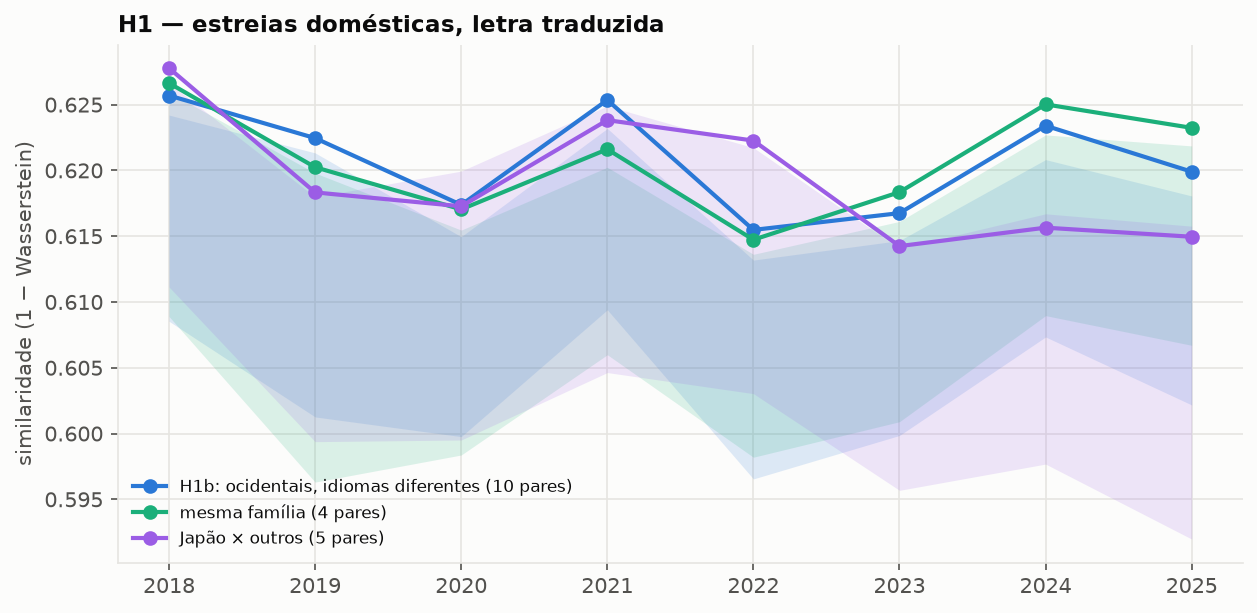 H1 — estreias domésticas, letra traduzida
similaridade (1 — Wasserstein)
0.625
0.620
0.615
0.610
0.605
0.600
0.595
H1b: ocidentais, idiomas diferentes (10 pares)
mesma família (4 pares)
Japão × outros (5 pares)
2018 2019 2020 2021 2022 2023 2024 2025